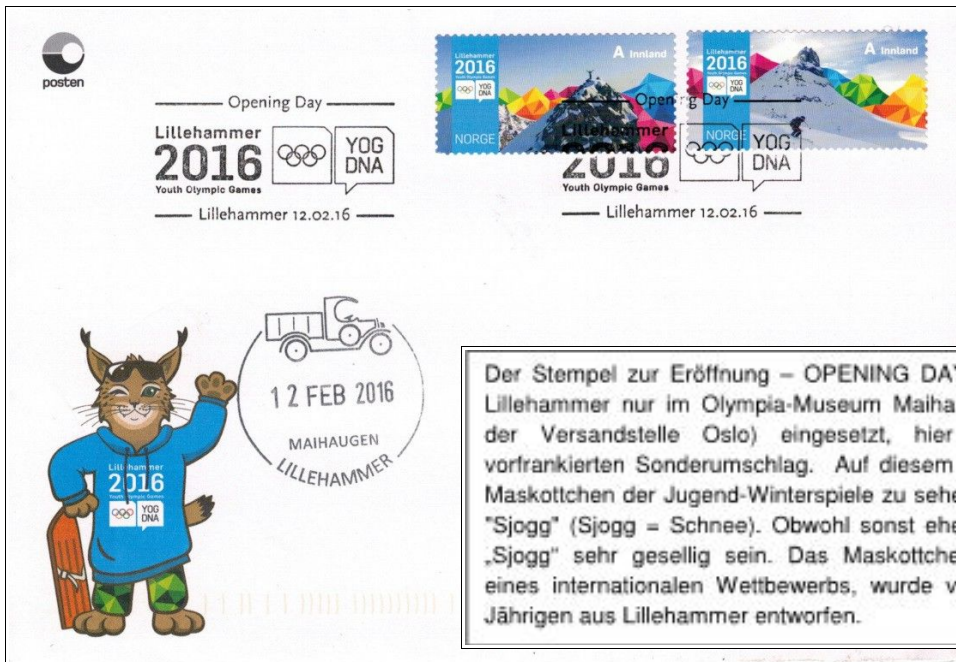 posten
Opening Day
Lillehammer
2016
Youth Olympic Games
YOG
DNA
Lillehammer 12.02.16
Lillehammer
2016
Youth Olympic Games
YOG
DNA
NORGE
A Innland
Lillehammer
2016
Youth Olympic Games
YOG
DNA
NORGE
A Innland
Opening Day
Lillehammer
2016
Youth Olympic Games
YOG
DNA
Lillehammer 12.02.16
12 FEB 2016
MAIHAUGEN
LILLEHAMMER
Lillehammer
2016
Youth Olympic Games
YOG
DNA
Der Stempel zur Eröffnung – OPENING DA
Lillehammer nur im Olympia-Museum Maiha
der Versandstelle Oslo) eingesetzt, hier
vorfrankierten Sonderumschlag. Auf diesem
Maskottchen der Jugend-Winterspiele zu sehe
"Sjogg" (Sjogg = Schnee). Obwohl sonst ehe
„Sjogg“ sehr gesellig sein. Das Maskottche
eines internationalen Wettbewerbs, wurde v
Jährigen aus Lillehammer entworfen.